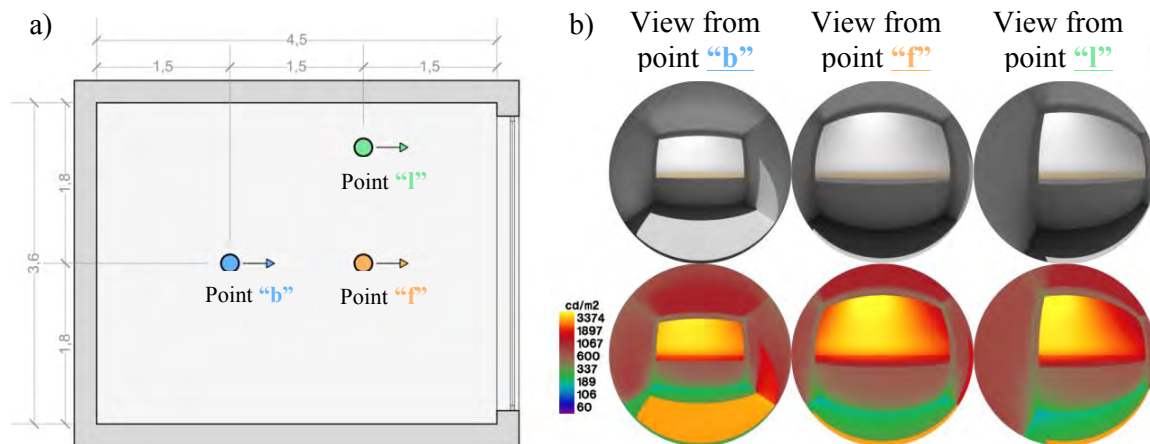 a)
4,5
1,5
1,5
1,5
1,8
3,6
1,8
Point “l”
Point “b”
Point “f”
b)
View from
point “b”
View from
point “f”
View from
point “l”
cd/m2
3374
1897
1067
600
337
189
106
60